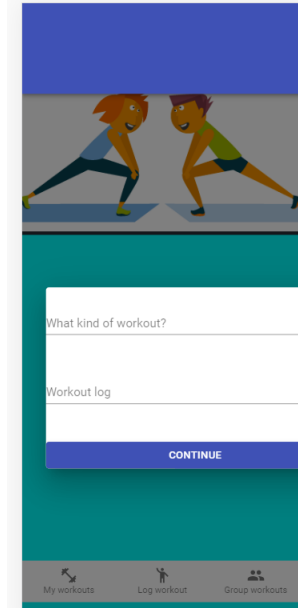 What kind of workout?
Workout log
CONTINUE
My workouts
Log workout
Group workouts